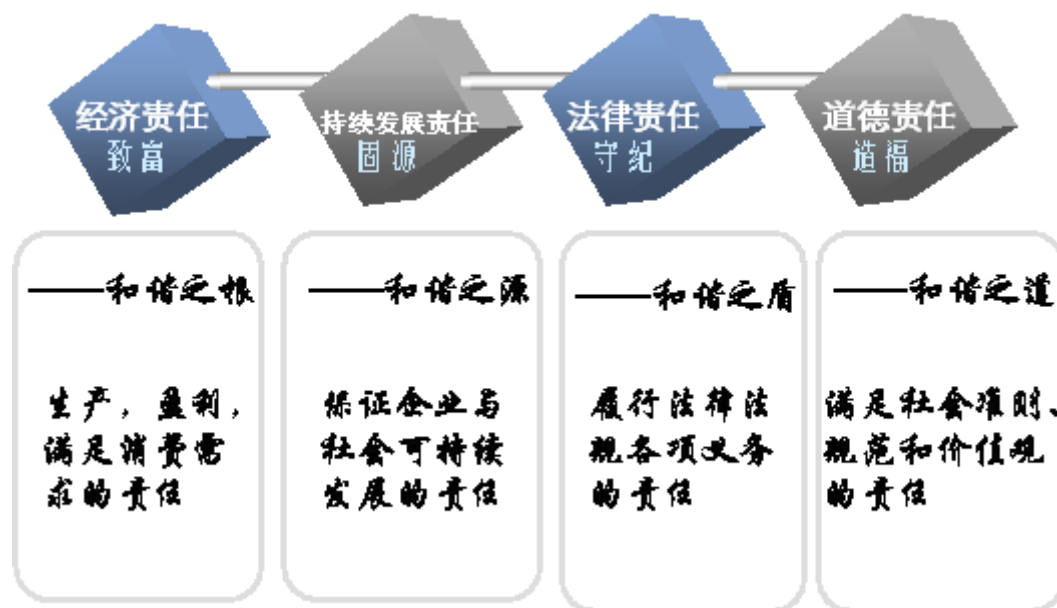 经济责任
致富
持续发展责任
固源
法律责任
守纪
道德责任
造福
——和谐之根
生产，盈利，
满足消费需
求的责任
——和谐之源
保证企业与
社会可持续
发展的责任
——和谐之盾
履行法律法
规各项义务
的责任
——和谐之道
满足社会准则、
规范和价值观
的责任